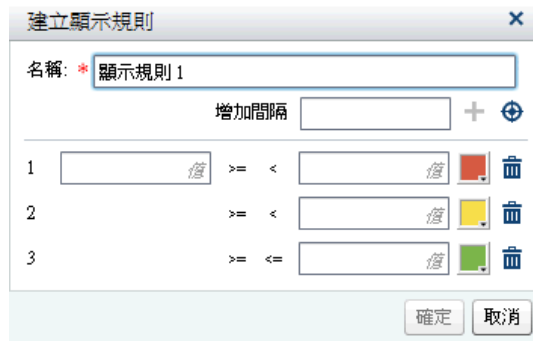 建立顯示規則 ×
名稱: * 顯示規則 1
增加間隔
1 值 >= < 值
2 >= < 值
3 >= <= 值
確定 取消